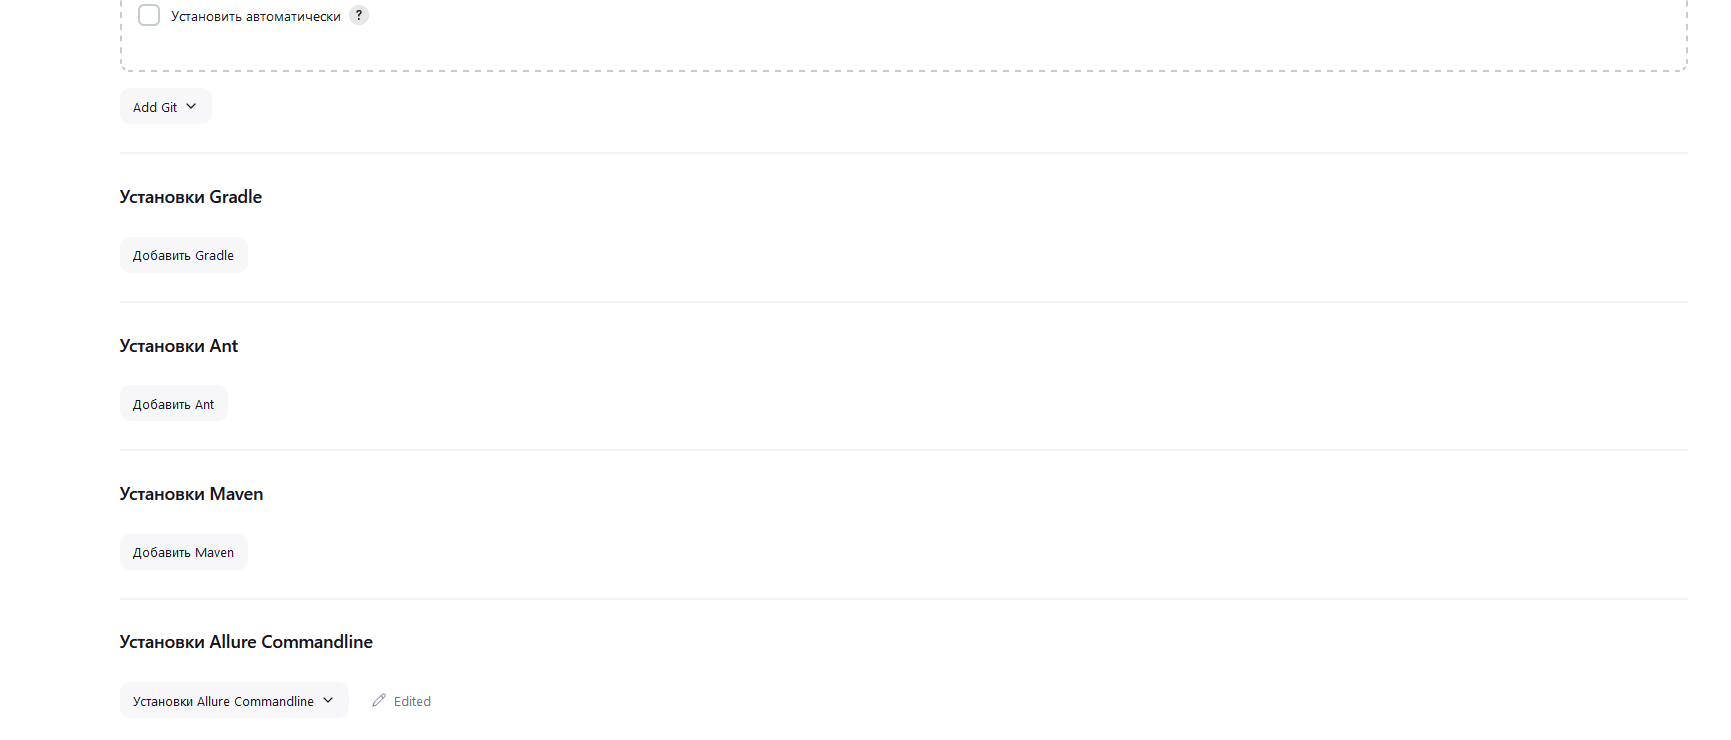 Установить автоматически ?
Add Git
Установки Gradle
Добавить Gradle
Установки Ant
Добавить Ant
Установки Maven
Добавить Maven
Установки Allure Commandline
Установки Allure Commandline Edited